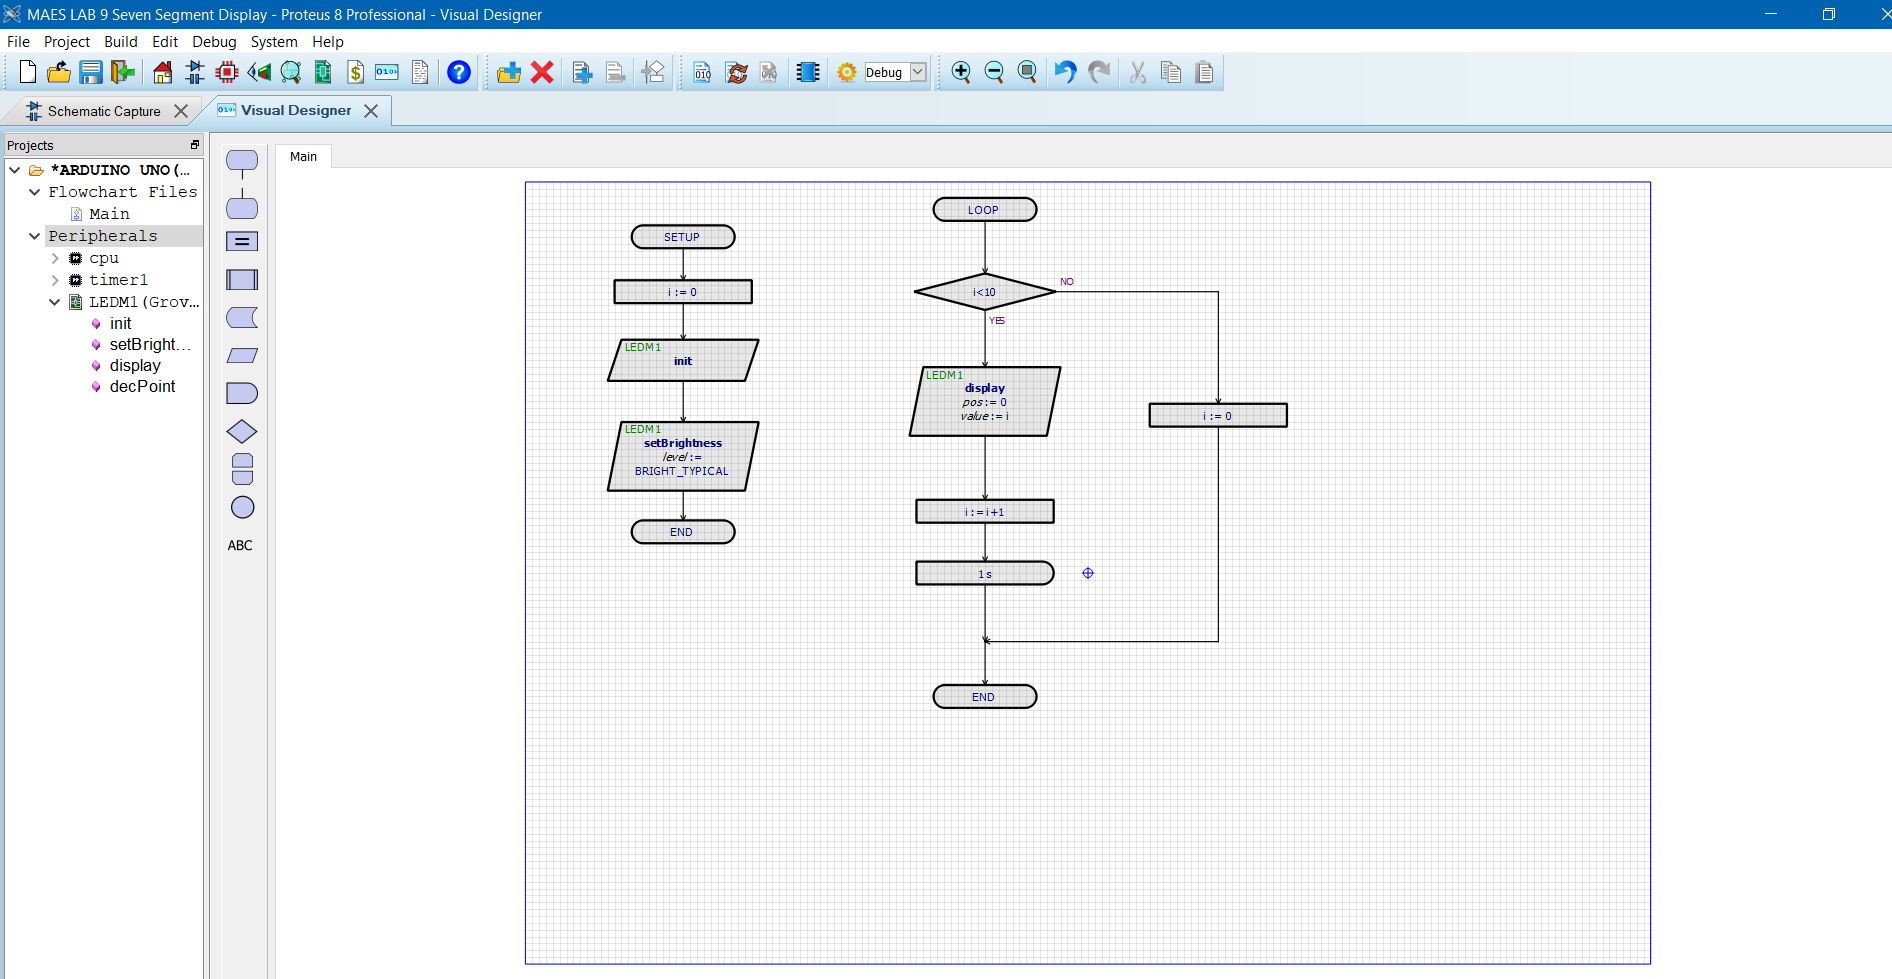 MAES LAB 9 Seven Segment Display - Proteus 8 Professional - Visual Designer
File Project Build Edit Debug System Help
Debug
Schematic Capture
Visual Designer
Projects
*ARDUINO UNO(...
Flowchart Files
Main
Peripherals
cpu
timer1
LEDM1(Grov...
init
setBright...
display
decPoint
ABC
Main
SETUP
i := 0
LEDM1
init
LEDM1
setBrightness
level :=
BRIGHT_TYPICAL
END
LOOP
i<10
NO
YES
LEDM1
display
pos := 0
value := i
i := 0
i :=i+1
1 s
END